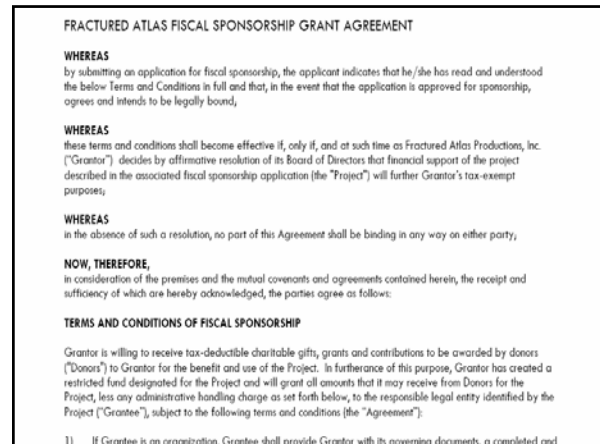 FRACTURED ATLAS FISCAL SPONSORSHIP GRANT AGREEMENT
WHEREAS
by submitting an application for fiscal sponsorship, the applicant indicates that he/she has read and understood
the below Terms and Conditions in full and that, in the event that the application is approved for sponsorship,
agrees and intends to be legally bound,
WHEREAS
these terms and conditions shall become effective if, only if, and at such time as Fractured Atlas Productions, Inc.
("Grantor") decides by affirmative resolution of its Board of Directors that financial support of the project
described in the associated fiscal sponsorship application (the "Project") will further Grantor's tax-exempt
purposes;
WHEREAS
in the absence of such a resolution, no part of this Agreement shall be binding in any way on either party;
NOW, THEREFORE,
in consideration of the premises and the mutual covenants and agreements contained herein, the receipt and
sufficiency of which are hereby acknowledged, the parties agree as follows:
TERMS AND CONDITIONS OF FISCAL SPONSORSHIP
Grantor is willing to receive tax-deductible charitable gifts, grants and contributions to be awarded by donors
("Donors") to Grantor for the benefit and use of the Project. In furtherance of this purpose, Grantor has created a
restricted fund designated for the Project and will grant all amounts that it may receive from Donors for the
Project, less any administrative handling charge as set forth below, to the responsible legal entity identified by the
Project ("Grantee"), subject to the following terms and conditions (the "Agreement"):
1) If Grantee is an organization, Grantee shall provide Grantor with its governing documents, a completed and